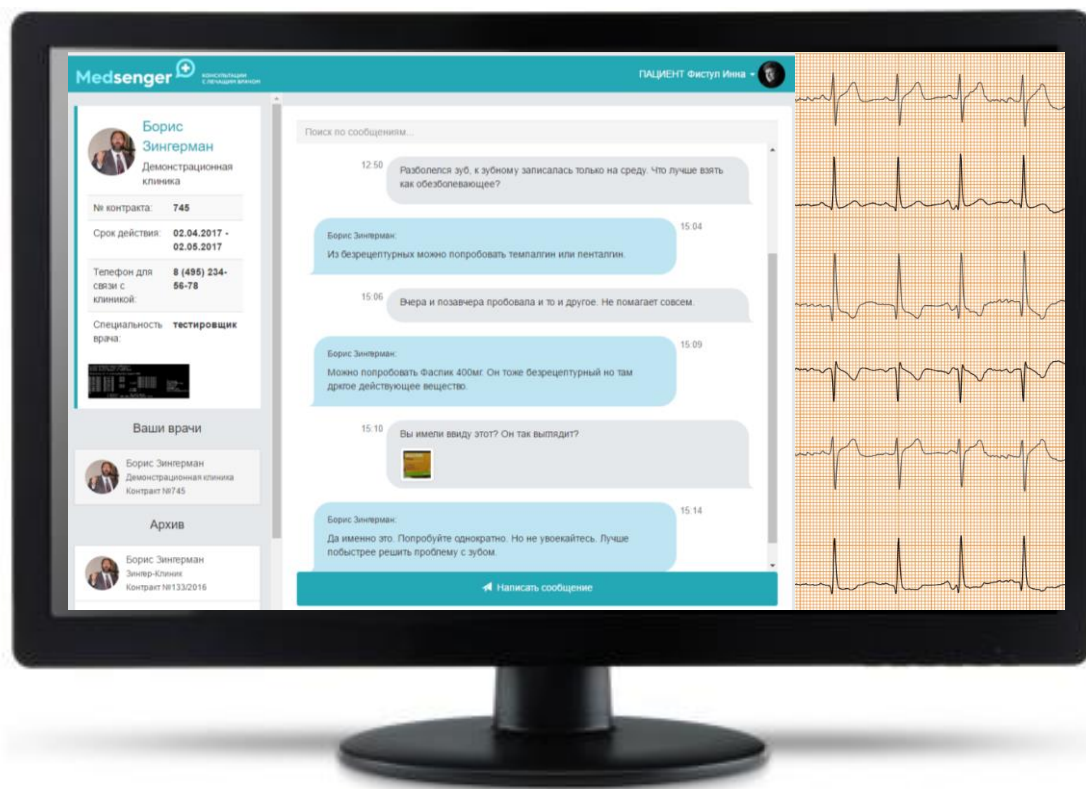 Medsenger
КОНСУЛЬТАЦИИ
С ЛЕЧАЩИМ ВРАЧОМ
ПАЦИЕНТ Фистул Инна
Борис
Зингерман
Демонстрационная
клиника
№ контракта: 745
Срок действия: 02.04.2017 -
02.05.2017
Телефон для
связи с
клиникой:
8 (495) 234-
56-78
Специальность
врача:
тестировщик
Ваши врачи
Борис Зингерман
Демонстрационная клиника
Контракт №745
Архив
Борис Зингерман
Зингер-Клиник
Контракт №133/2016
Поиск по сообщениям...
12:50
Разболелся зуб, к зубному записалась только на среду. Что лучше взять
как обезболевающее?
15:04
Борис Зингерман:
Из безрецептурных можно попробовать темпалгин или пенталгин.
15:06
Вчера и позавчера пробовала и то и другое. Не помагает совсем.
15:09
Борис Зингерман:
Можно попробовать Фаспик 400мг. Он тоже безрецептурный но там
другое действующее вещество.
15:10
Вы имели ввиду этот? Он так выглядит?
15:14
Борис Зингерман:
Да именно это. Попробуйте однократно. Но не увоекайтесь. Лучше
побыстрее решить проблему с зубом.
Написать сообщение